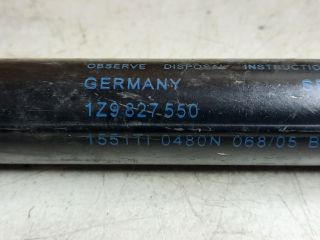 OBSERVE DISPOSAL INSTRUCTIO
GERMANY
1Z9 827 550
155111 0480N 068/05 B